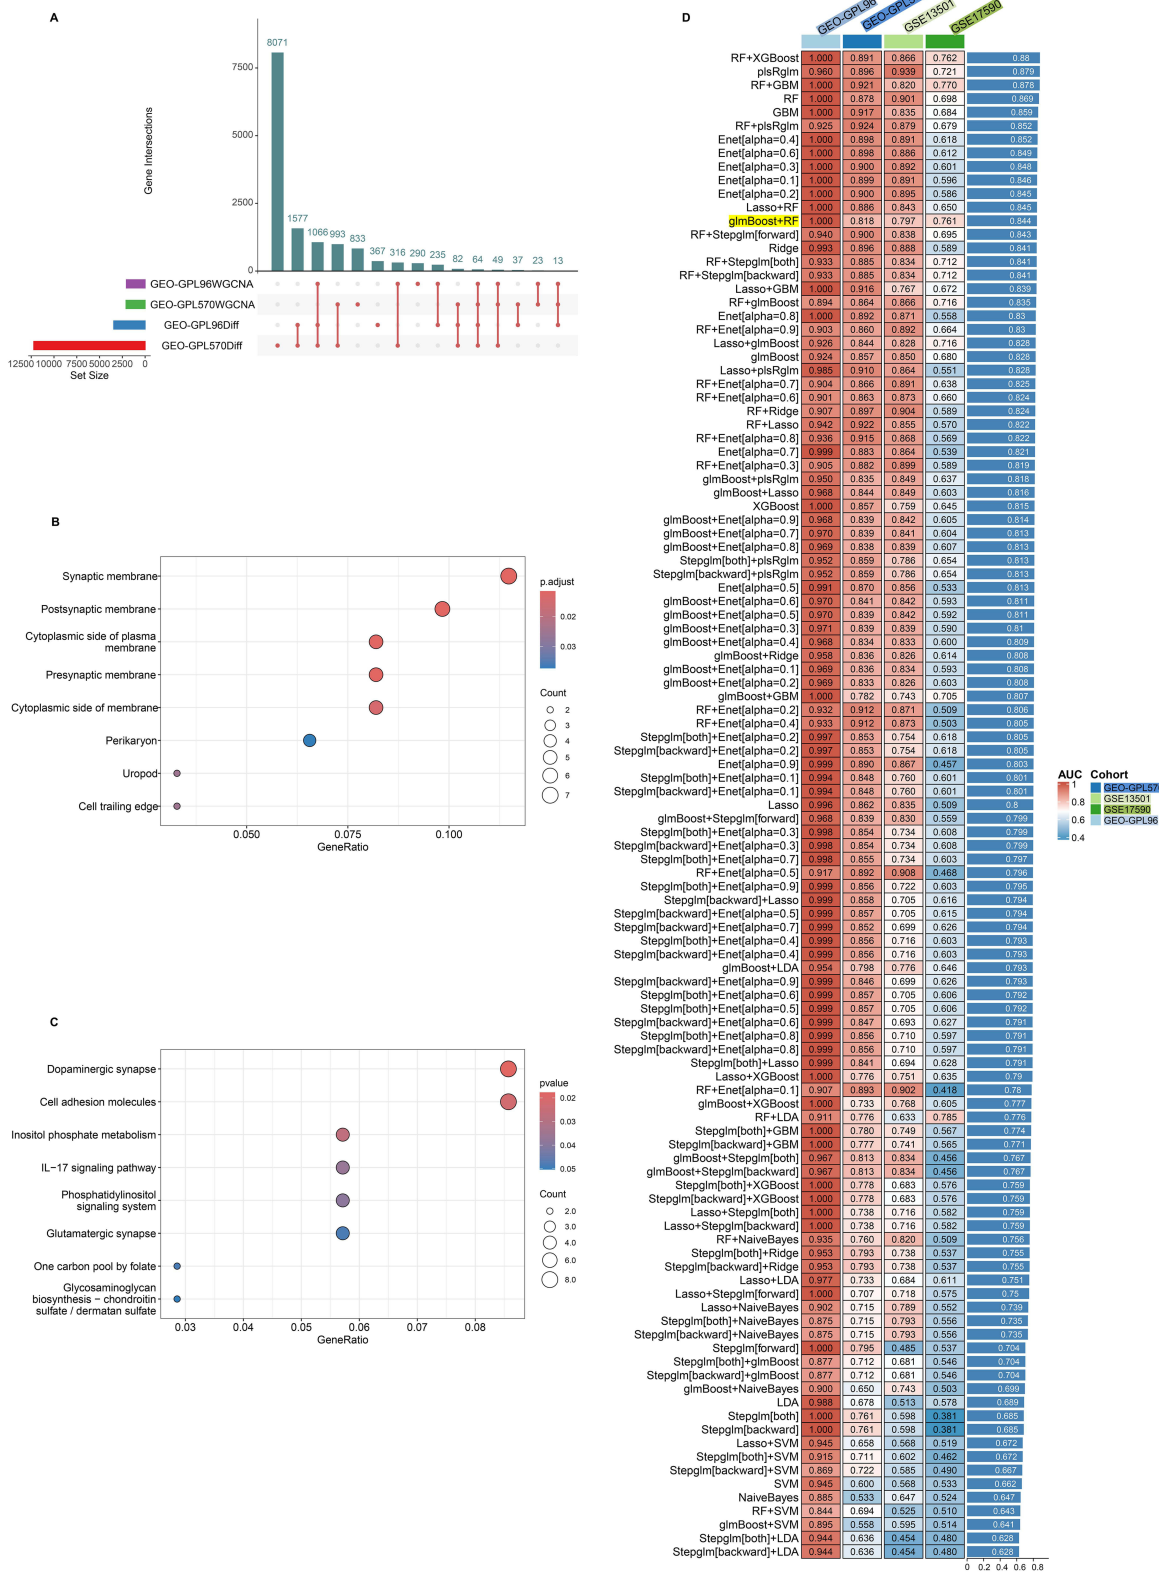 A
Gene Intersections
7500
5000
2500
0
8071
1577
1066
993
833
367
316
290
235
82
64
49
37
23
13
GEO-GPL96WGCNA
GEO-GPL570WGCNA
GEO-GPL96Diff
GEO-GPL570Diff
12500 10000 7500 5000 2500 0
Set Size
B
Synaptic membrane
Postsynaptic membrane
Cytoplasmic side of plasma
membrane
Presynaptic membrane
Cytoplasmic side of membrane
Perikaryon
Uropod
Cell trailing edge
0.050 0.075 0.100
GeneRatio
p.adjust
0.02
0.03
Count
2
3
4
5
6
7
C
Dopaminergic synapse
Cell adhesion molecules
Inositol phosphate metabolism
IL−17 signaling pathway
Phosphatidylinositol
signaling system
Glutamatergic synapse
One carbon pool by folate
Glycosaminoglycan
biosynthesis − chondroitin
sulfate / dermatan sulfate
0.03 0.04 0.05 0.06 0.07 0.08
GeneRatio
pvalue
0.02
0.03
0.04
0.05
Count
2.0
3.0
4.0
6.0
8.0
D
GEO-GPL96
GSE13501
GSE17590
RF+XGBoost 1.000 0.891 0.866 0.762 0.88
plsRglm 0.960 0.896 0.939 0.721 0.879
RF+GBM 1.000 0.921 0.820 0.770 0.878
RF 1.000 0.878 0.901 0.698 0.869
GBM 1.000 0.917 0.835 0.684 0.859
RF+plsRglm 0.925 0.924 0.879 0.679 0.852
Enet[alpha=0.4] 1.000 0.898 0.891 0.618 0.852
Enet[alpha=0.6] 1.000 0.898 0.886 0.612 0.849
Enet[alpha=0.3] 1.000 0.900 0.892 0.601 0.848
Enet[alpha=0.1] 1.000 0.899 0.891 0.596 0.846
Enet[alpha=0.2] 1.000 0.900 0.895 0.586 0.845
Lasso+RF 1.000 0.886 0.843 0.650 0.845
glmBoost+RF 1.000 0.818 0.797 0.761 0.844
RF+Stepglm[forward] 0.940 0.900 0.838 0.695 0.843
Ridge 0.993 0.896 0.888 0.589 0.841
RF+Stepglm[both] 0.933 0.885 0.834 0.712 0.841
RF+Stepglm[backward] 0.933 0.885 0.834 0.712 0.841
Lasso+GBM 1.000 0.916 0.767 0.672 0.839
RF+glmBoost 0.894 0.864 0.866 0.716 0.835
Enet[alpha=0.8] 1.000 0.892 0.871 0.558 0.83
RF+Enet[alpha=0.9] 0.903 0.860 0.892 0.664 0.83
Lasso+glmBoost 0.926 0.844 0.828 0.716 0.828
glmBoost 0.924 0.857 0.850 0.680 0.828
Lasso+plsRglm 0.985 0.910 0.864 0.551 0.828
RF+Enet[alpha=0.7] 0.904 0.866 0.891 0.638 0.825
RF+Enet[alpha=0.6] 0.901 0.863 0.873 0.660 0.824
RF+Ridge 0.907 0.897 0.904 0.589 0.824
RF+Lasso 0.942 0.922 0.855 0.570 0.822
RF+Enet[alpha=0.8] 0.936 0.915 0.868 0.569 0.822
Enet[alpha=0.7] 0.999 0.883 0.864 0.539 0.821
RF+Enet[alpha=0.3] 0.905 0.882 0.899 0.589 0.819
glmBoost+plsRglm 0.950 0.835 0.849 0.637 0.818
glmBoost+Lasso 0.968 0.844 0.849 0.603 0.816
XGBoost 1.000 0.857 0.759 0.645 0.815
glmBoost+Enet[alpha=0.9] 0.968 0.839 0.842 0.605 0.814
glmBoost+Enet[alpha=0.7] 0.970 0.839 0.841 0.604 0.813
glmBoost+Enet[alpha=0.8] 0.969 0.838 0.839 0.607 0.813
Stepglm[both]+plsRglm 0.952 0.859 0.786 0.654 0.813
Stepglm[backward]+plsRglm 0.952 0.859 0.786 0.654 0.813
Enet[alpha=0.5] 0.991 0.870 0.856 0.533 0.813
glmBoost+Enet[alpha=0.6] 0.970 0.841 0.842 0.593 0.811
glmBoost+Enet[alpha=0.5] 0.970 0.839 0.842 0.592 0.811
glmBoost+Enet[alpha=0.3] 0.971 0.839 0.839 0.590 0.81
glmBoost+Enet[alpha=0.4] 0.968 0.834 0.833 0.600 0.809
glmBoost+Ridge 0.958 0.836 0.826 0.614 0.808
glmBoost+Enet[alpha=0.1] 0.969 0.836 0.834 0.593 0.808
glmBoost+Enet[alpha=0.2] 0.969 0.833 0.826 0.603 0.808
glmBoost+GBM 1.000 0.782 0.743 0.705 0.807
RF+Enet[alpha=0.2] 0.932 0.912 0.871 0.509 0.806
RF+Enet[alpha=0.4] 0.933 0.912 0.873 0.503 0.805
Stepglm[both]+Enet[alpha=0.2] 0.997 0.853 0.754 0.618 0.805
Stepglm[backward]+Enet[alpha=0.2] 0.997 0.853 0.754 0.618 0.805
Enet[alpha=0.9] 0.999 0.890 0.867 0.457 0.803
Stepglm[both]+Enet[alpha=0.1] 0.994 0.848 0.760 0.601 0.801
Stepglm[backward]+Enet[alpha=0.1] 0.994 0.848 0.760 0.601 0.801
Lasso 0.996 0.862 0.835 0.509 0.8
glmBoost+Stepglm[forward] 0.968 0.839 0.830 0.559 0.799
Stepglm[both]+Enet[alpha=0.3] 0.998 0.854 0.734 0.608 0.799
Stepglm[backward]+Enet[alpha=0.3] 0.998 0.854 0.734 0.608 0.799
Stepglm[both]+Enet[alpha=0.7] 0.998 0.855 0.734 0.603 0.797
RF+Enet[alpha=0.5] 0.917 0.892 0.908 0.468 0.796
Stepglm[both]+Enet[alpha=0.9] 0.999 0.856 0.722 0.603 0.795
Stepglm[backward]+Lasso 0.999 0.858 0.705 0.616 0.794
Stepglm[backward]+Enet[alpha=0.5] 0.999 0.857 0.705 0.615 0.794
Stepglm[backward]+Enet[alpha=0.7] 0.999 0.852 0.699 0.626 0.794
Stepglm[both]+Enet[alpha=0.4] 0.999 0.856 0.716 0.603 0.793
Stepglm[backward]+Enet[alpha=0.4] 0.999 0.856 0.716 0.603 0.793
glmBoost+LDA 0.954 0.798 0.776 0.646 0.793
Stepglm[backward]+Enet[alpha=0.9] 0.999 0.846 0.699 0.626 0.793
Stepglm[both]+Enet[alpha=0.6] 0.999 0.857 0.705 0.606 0.792
Stepglm[both]+Enet[alpha=0.5] 0.999 0.857 0.705 0.606 0.792
Stepglm[backward]+Enet[alpha=0.6] 0.999 0.847 0.693 0.627 0.791
Stepglm[both]+Enet[alpha=0.8] 0.999 0.856 0.710 0.597 0.791
Stepglm[backward]+Enet[alpha=0.8] 0.999 0.856 0.710 0.597 0.791
Stepglm[both]+Lasso 0.999 0.841 0.694 0.628 0.791
Lasso+XGBoost 1.000 0.776 0.751 0.635 0.79
RF+Enet[alpha=0.1] 0.907 0.893 0.902 0.418 0.78
glmBoost+XGBoost 1.000 0.733 0.768 0.605 0.777
RF+LDA 0.911 0.776 0.633 0.785 0.776
Stepglm[both]+GBM 1.000 0.780 0.749 0.567 0.774
Stepglm[backward]+GBM 1.000 0.777 0.741 0.565 0.771
glmBoost+Stepglm[both] 0.967 0.813 0.834 0.456 0.767
glmBoost+Stepglm[backward] 0.967 0.813 0.834 0.456 0.767
Stepglm[both]+XGBoost 1.000 0.778 0.683 0.576 0.759
Stepglm[backward]+XGBoost 1.000 0.778 0.683 0.576 0.759
Lasso+Stepglm[both] 1.000 0.738 0.716 0.582 0.759
Lasso+Stepglm[backward] 1.000 0.738 0.716 0.582 0.759
RF+NaiveBayes 0.935 0.760 0.820 0.509 0.756
Stepglm[both]+Ridge 0.953 0.793 0.738 0.537 0.755
Stepglm[backward]+Ridge 0.953 0.793 0.738 0.537 0.755
Lasso+LDA 0.977 0.733 0.684 0.611 0.751
Lasso+Stepglm[forward] 1.000 0.707 0.718 0.575 0.75
Lasso+NaiveBayes 0.902 0.715 0.789 0.552 0.739
Stepglm[both]+NaiveBayes 0.875 0.715 0.793 0.556 0.735
Stepglm[backward]+NaiveBayes 0.875 0.715 0.793 0.556 0.735
Stepglm[forward] 1.000 0.795 0.485 0.537 0.704
Stepglm[both]+glmBoost 0.877 0.712 0.681 0.546 0.704
Stepglm[backward]+glmBoost 0.877 0.712 0.681 0.546 0.704
glmBoost+NaiveBayes 0.900 0.650 0.743 0.503 0.699
LDA 0.988 0.678 0.513 0.578 0.689
Stepglm[both] 1.000 0.761 0.598 0.381 0.685
Stepglm[backward] 1.000 0.761 0.598 0.381 0.685
Lasso+SVM 0.945 0.658 0.568 0.519 0.672
Stepglm[both]+SVM 0.915 0.711 0.602 0.462 0.672
Stepglm[backward]+SVM 0.869 0.722 0.585 0.490 0.667
SVM 0.945 0.600 0.568 0.533 0.662
NaiveBayes 0.885 0.533 0.647 0.524 0.647
RF+SVM 0.844 0.694 0.525 0.510 0.643
glmBoost+SVM 0.895 0.558 0.595 0.514 0.641
Stepglm[both]+LDA 0.944 0.636 0.454 0.480 0.628
Stepglm[backward]+LDA 0.944 0.636 0.454 0.480 0.628
0 0.2 0.4 0.6 0.8
AUC
1
0.8
0.6
0.4
Cohort
GEO-GPL57
GSE13501
GSE17590
GEO-GPL96